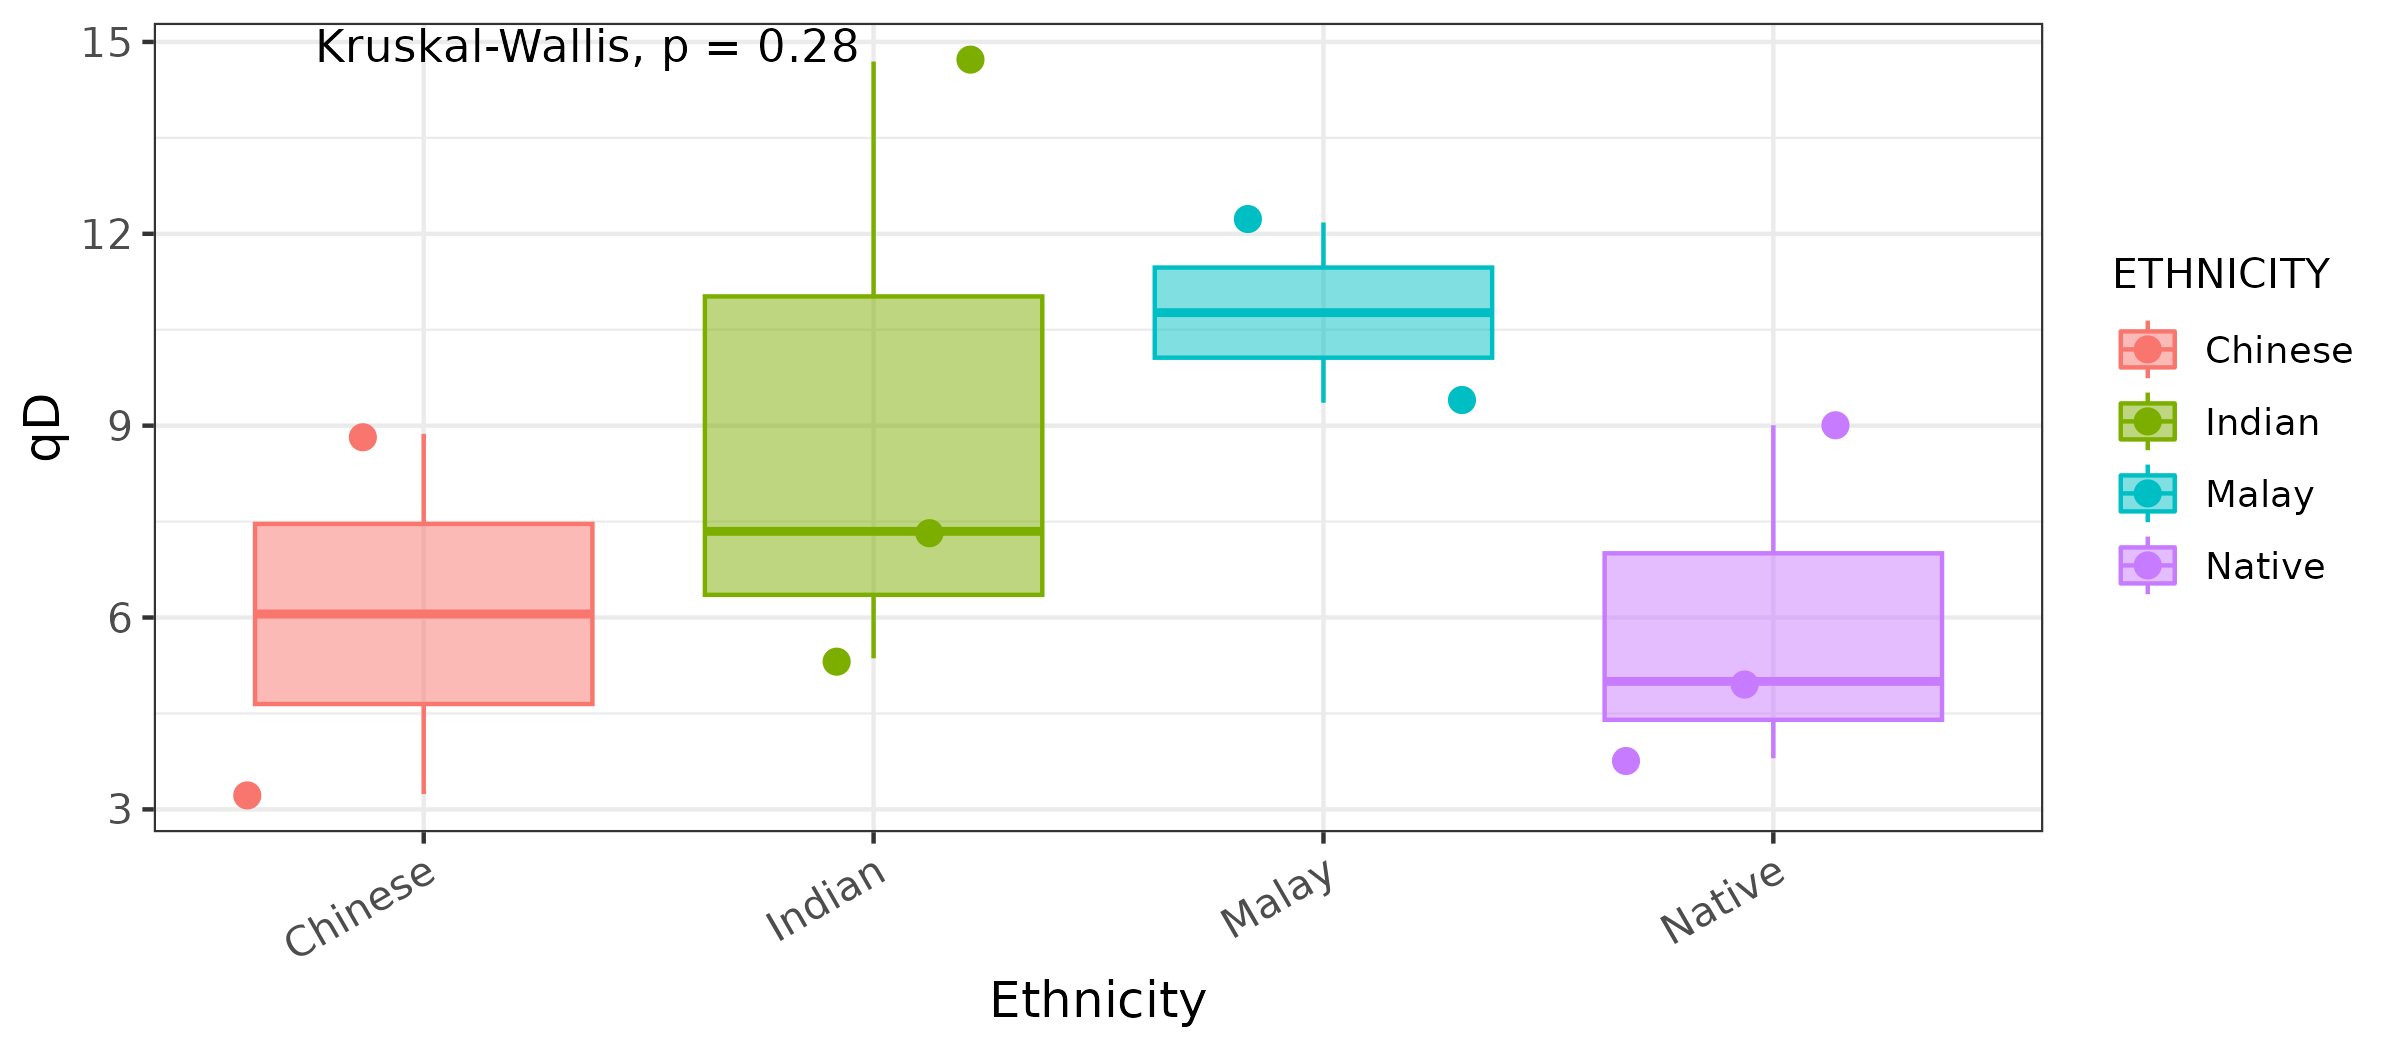 Kruskal-Wallis, p = 0.28
15
12
9
6
3
qD
Chinese
Indian
Malay
Native
Ethnicity
ETHNICITY
Chinese
Indian
Malay
Native